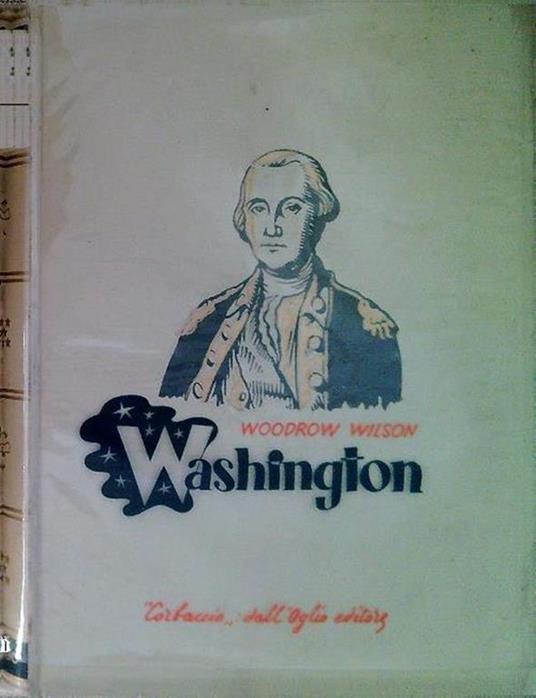 WOODROW WILSON
Washington
"Corbaccio„ dall'Oglio editore